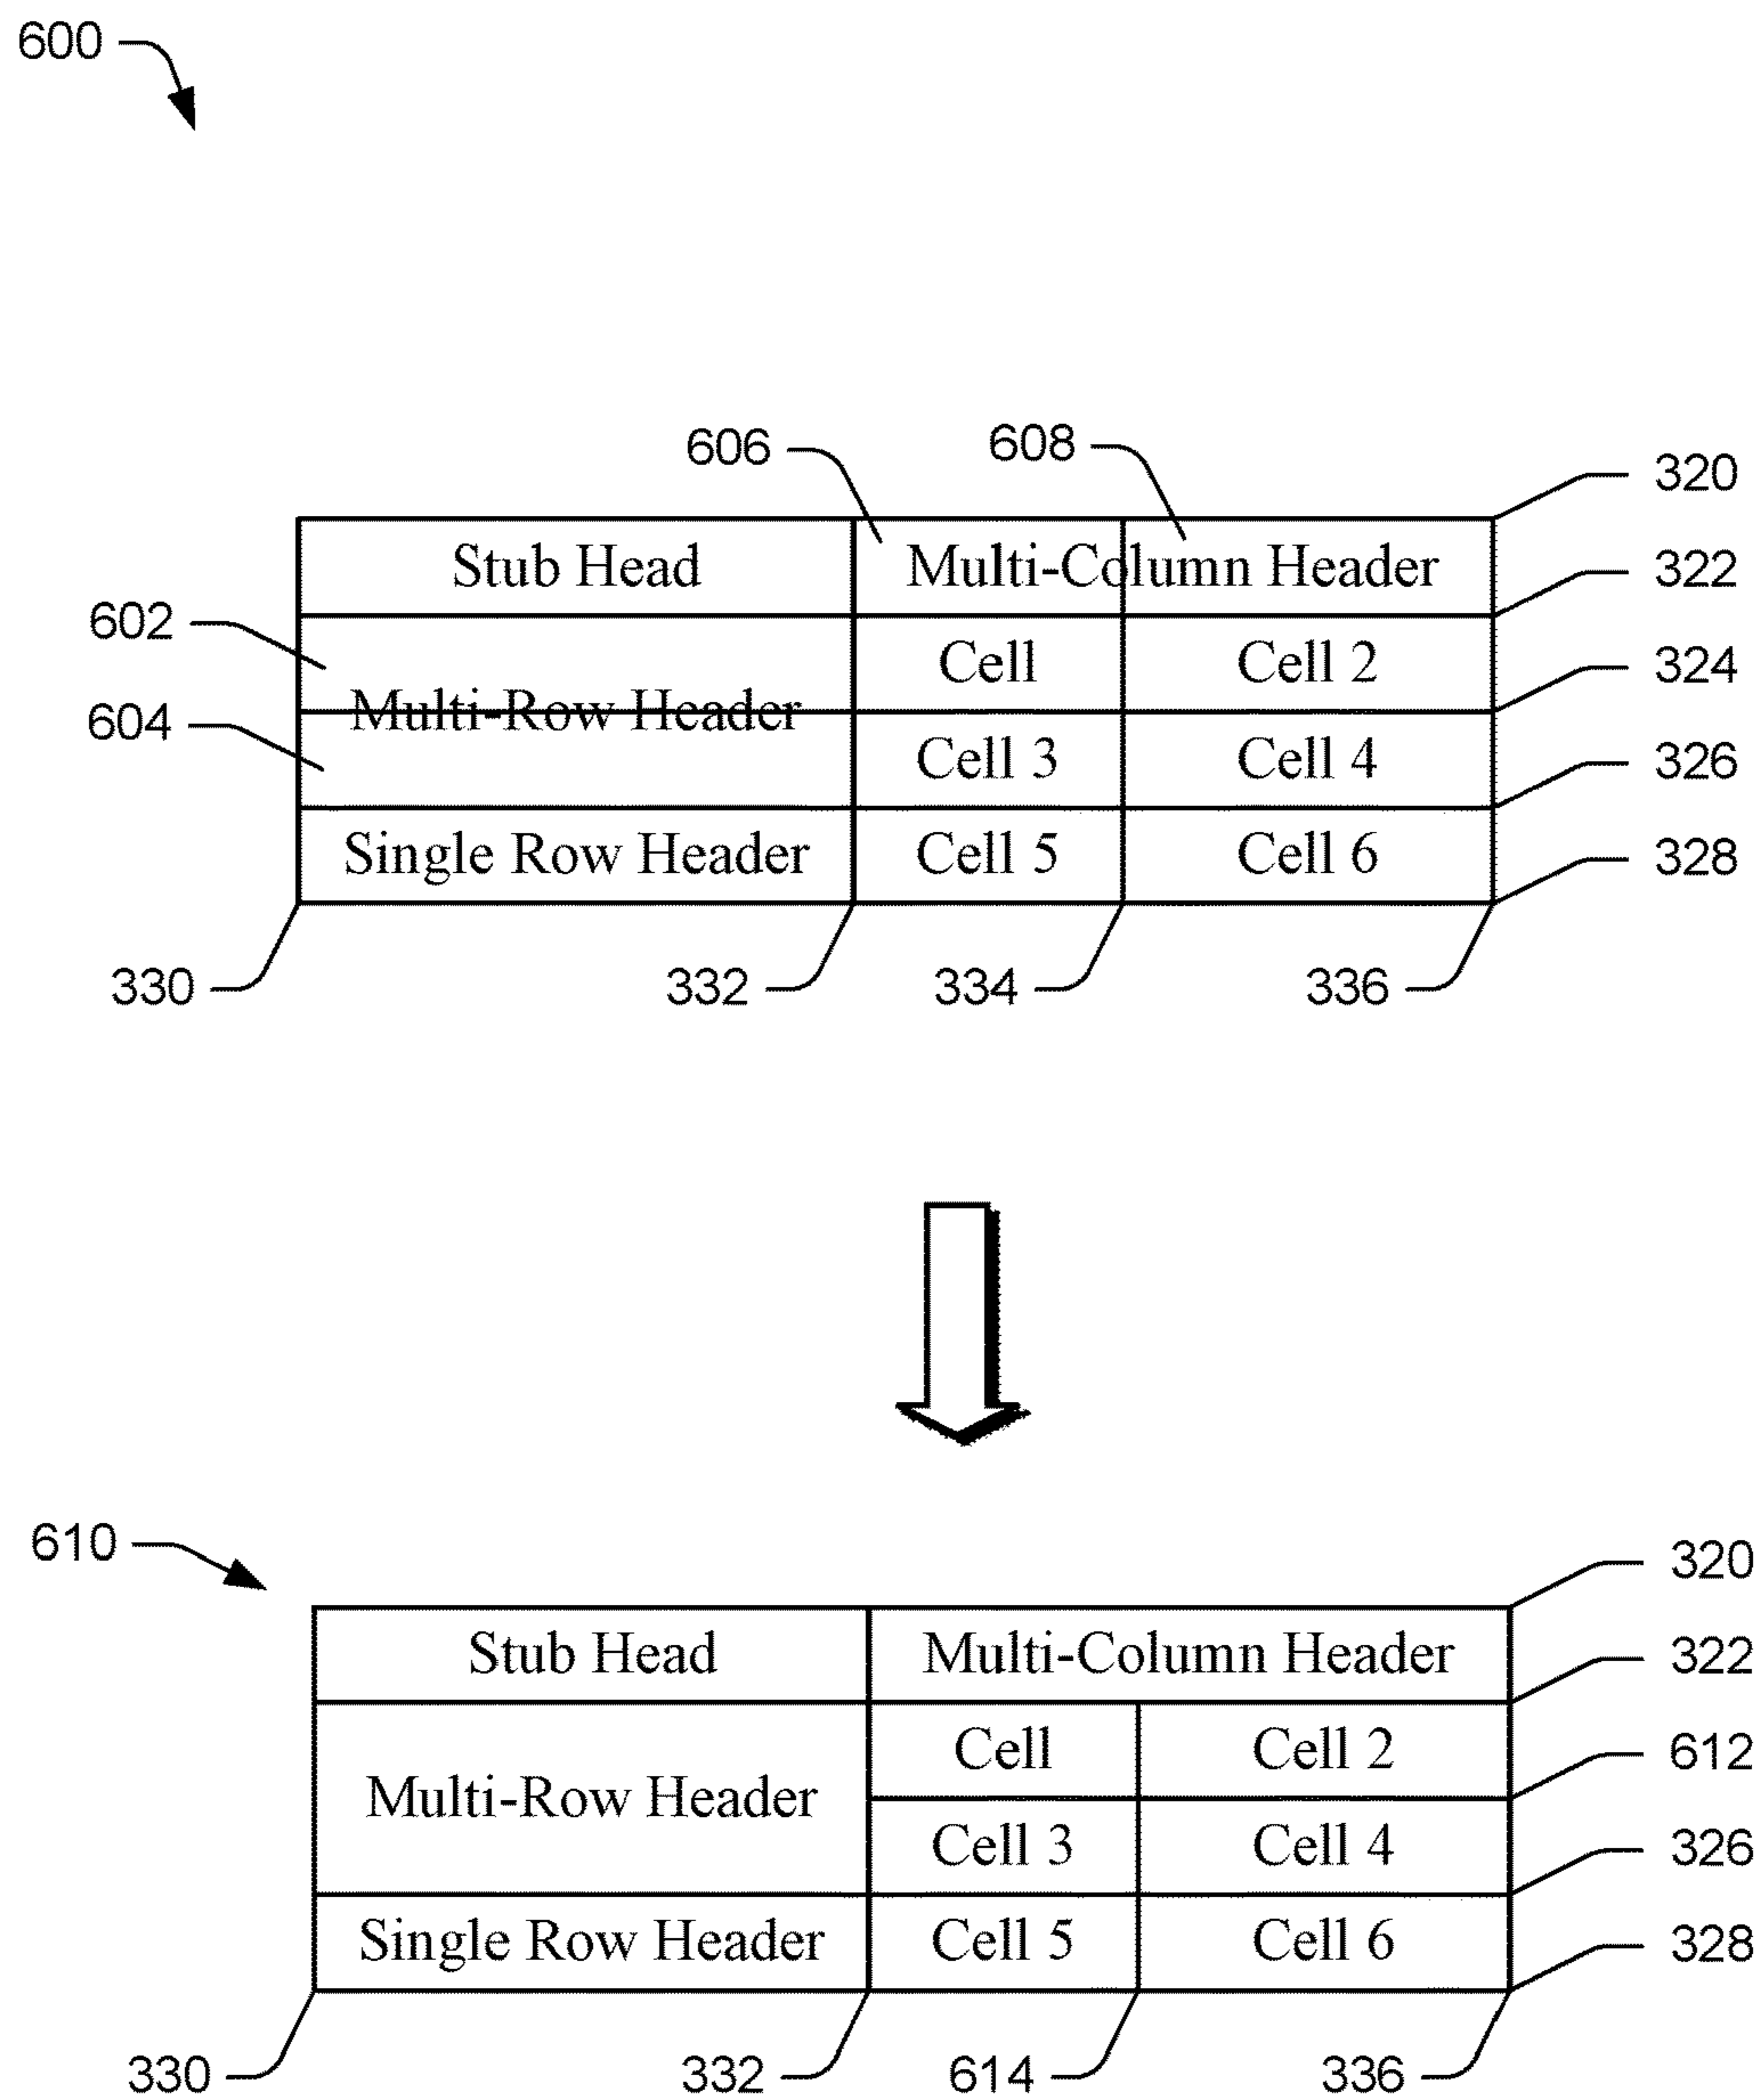 600
606 608 320
Stub Head Multi-Column Header 322
602 Cell Cell 2 324
Multi-Row Header
604 Cell 3 Cell 4 326
Single Row Header Cell 5 Cell 6 328
330 332 334 336
610 320
Stub Head Multi-Column Header 322
Cell Cell 2 612
Multi-Row Header
Cell 3 Cell 4 326
Single Row Header Cell 5 Cell 6 328
330 332 614 336